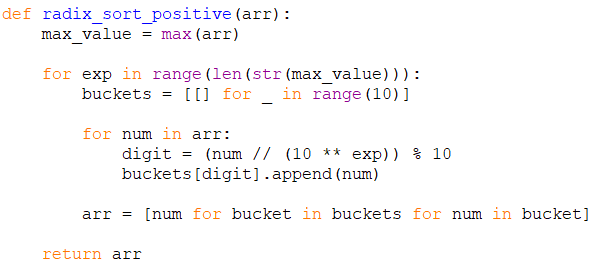 def radix_sort_positive(arr):
    max_value = max(arr)

    for exp in range(len(str(max_value))):
        buckets = [[] for _ in range(10)]

        for num in arr:
            digit = (num // (10 ** exp)) % 10
            buckets[digit].append(num)

        arr = [num for bucket in buckets for num in bucket]

    return arr